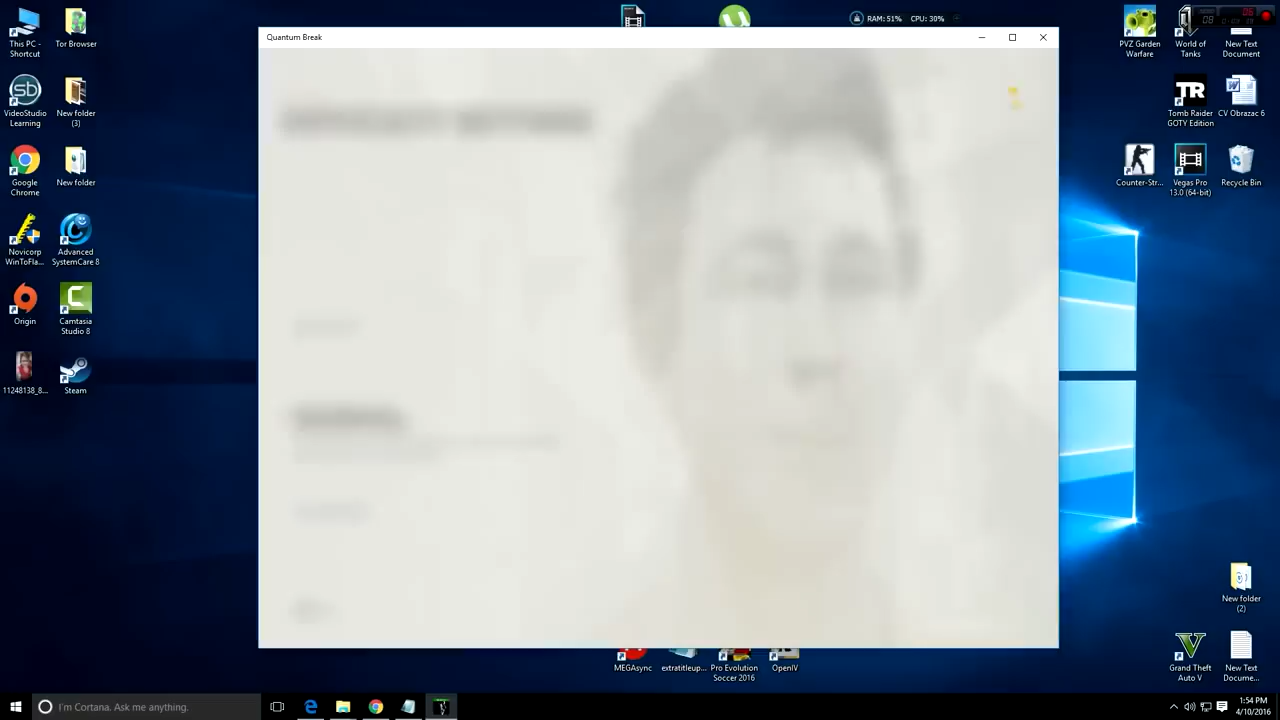 RAM: 51% CPU: 30%
Quantum Break
This PC - Shortcut
Tor Browser
VideoStudio Learning
New folder (3)
Google Chrome
New folder
Novicorp WinToFla...
Advanced SystemCare 8
Origin
Camtasia Studio 8
11248138_8...
Steam
PVZ Garden Warfare
World of Tanks
New Text Document
TR
Tomb Raider GOTY Edition
CV Obrazac 6
Counter-Str...
Vegas Pro 13.0 (64-bit)
Recycle Bin
New folder (2)
Grand Theft Auto V
New Text Docume...
MEGAsync
extratitleup...
Pro Evolution Soccer 2016
OpenIV
I'm Cortana. Ask me anything.
1:54 PM
4/10/2016